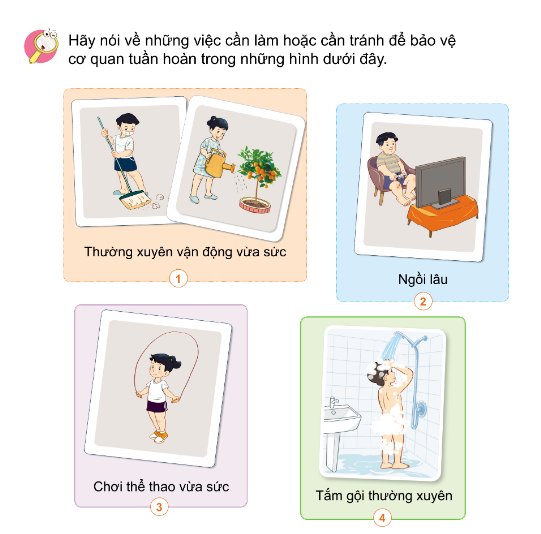 Hãy nói về những việc cần làm hoặc cần tránh để bảo vệ
cơ quan tuần hoàn trong những hình dưới đây.
Thường xuyên vận động vừa sức
1
Ngồi lâu
2
Chơi thể thao vừa sức
3
Tắm gội thường xuyên
4